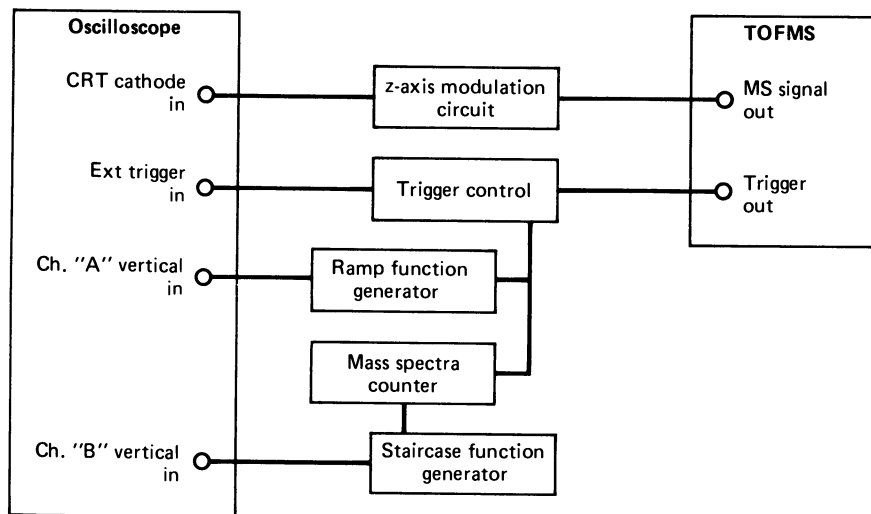 Oscilloscope
TOFMS
CRT cathode
in
z-axis modulation
circuit
MS signal
out
Ext trigger
in
Trigger control
Trigger
out
Ch. "A" vertical
in
Ramp function
generator
Mass spectra
counter
Ch. "B" vertical
in
Staircase function
generator